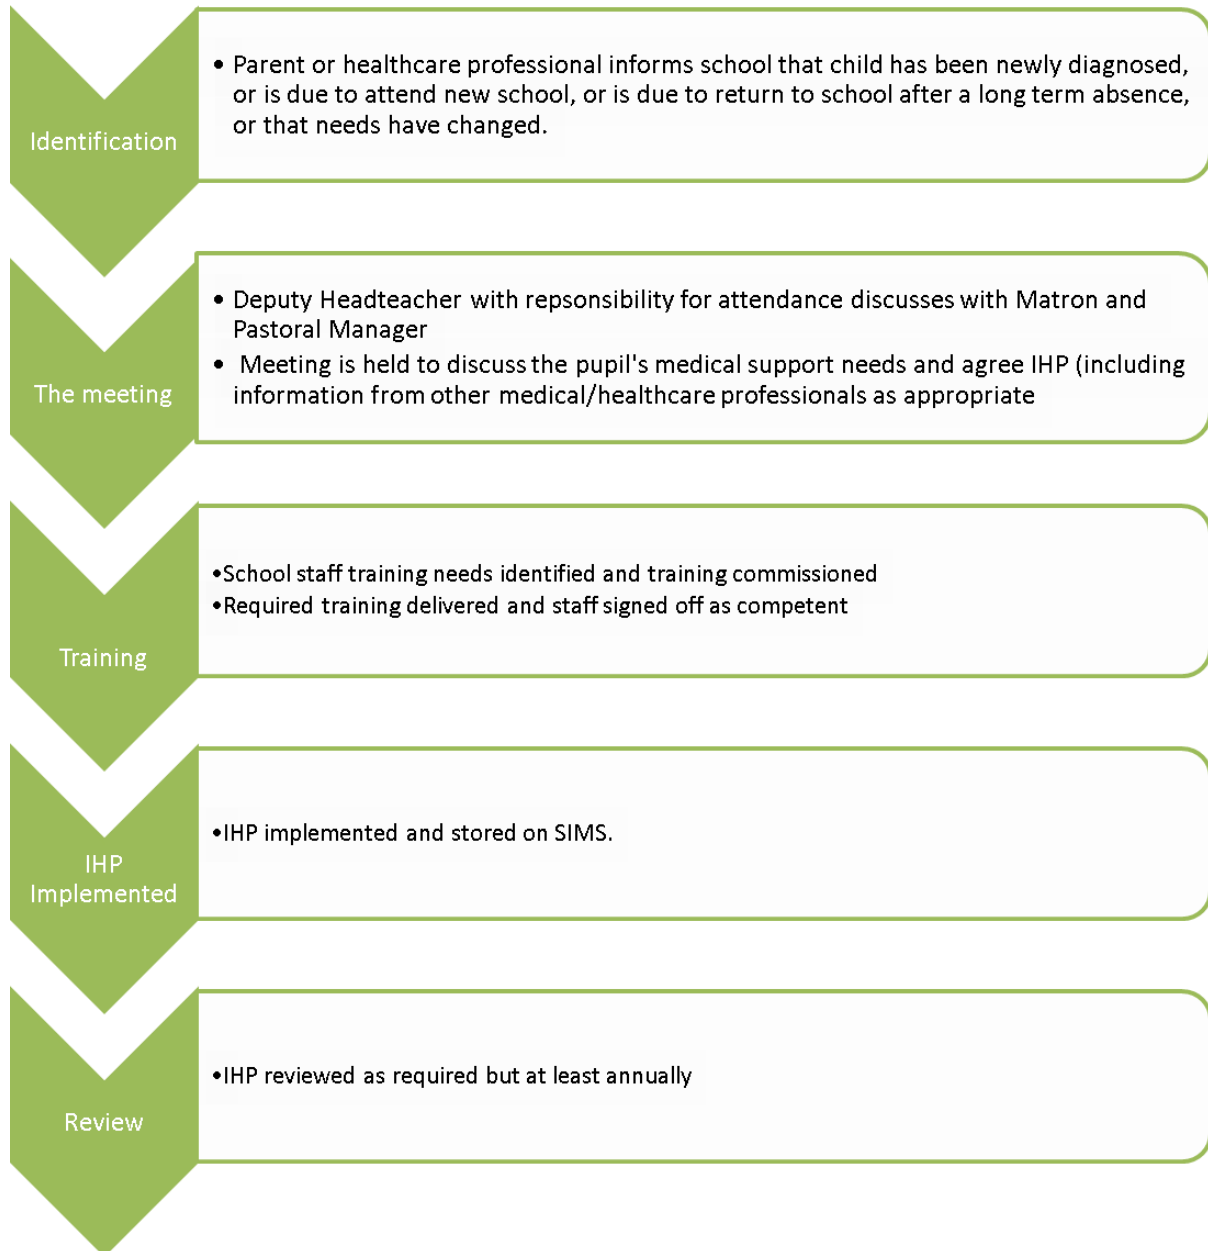 Identification
• Parent or healthcare professional informs school that child has been newly diagnosed,
or is due to attend new school, or is due to return to school after a long term absence,
or that needs have changed.
The meeting
• Deputy Headteacher with repsonsibility for attendance discusses with Matron and
Pastoral Manager
• Meeting is held to discuss the pupil's medical support needs and agree IHP (including
information from other medical/healthcare professionals as appropriate
Training
•School staff training needs identified and training commissioned
•Required training delivered and staff signed off as competent
IHP
Implemented
•IHP implemented and stored on SIMS.
Review
•IHP reviewed as required but at least annually